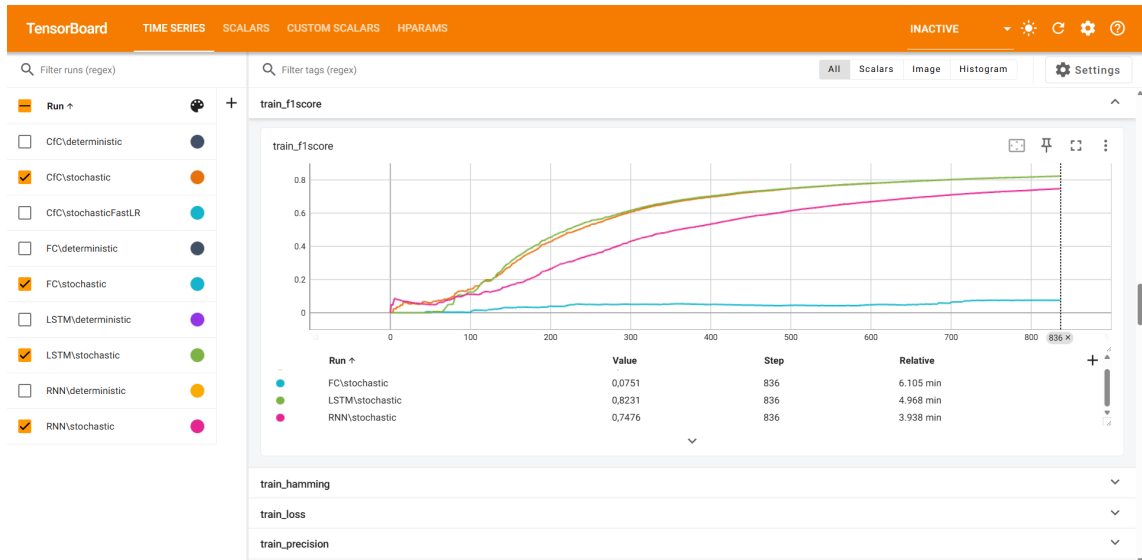 TensorBoard TIME SERIES SCALARS CUSTOM SCALARS HPARAMS INACTIVE
Filter runs (regex)
Filter tags (regex)
All Scalars Image Histogram Settings
Run ↑
CfC\deterministic
CfC\stochastic
CfC\stochasticFastLR
FC\deterministic
FC\stochastic
LSTM\deterministic
LSTM\stochastic
RNN\deterministic
RNN\stochastic
train_f1score
train_f1score
0.8
0.6
0.4
0.2
0
0 100 200 300 400 500 600 700 800 836
Run ↑ Value Step Relative
FC\stochastic 0,0751 836 6.105 min
LSTM\stochastic 0,8231 836 4.968 min
RNN\stochastic 0,7476 836 3.938 min
train_hamming
train_loss
train_precision